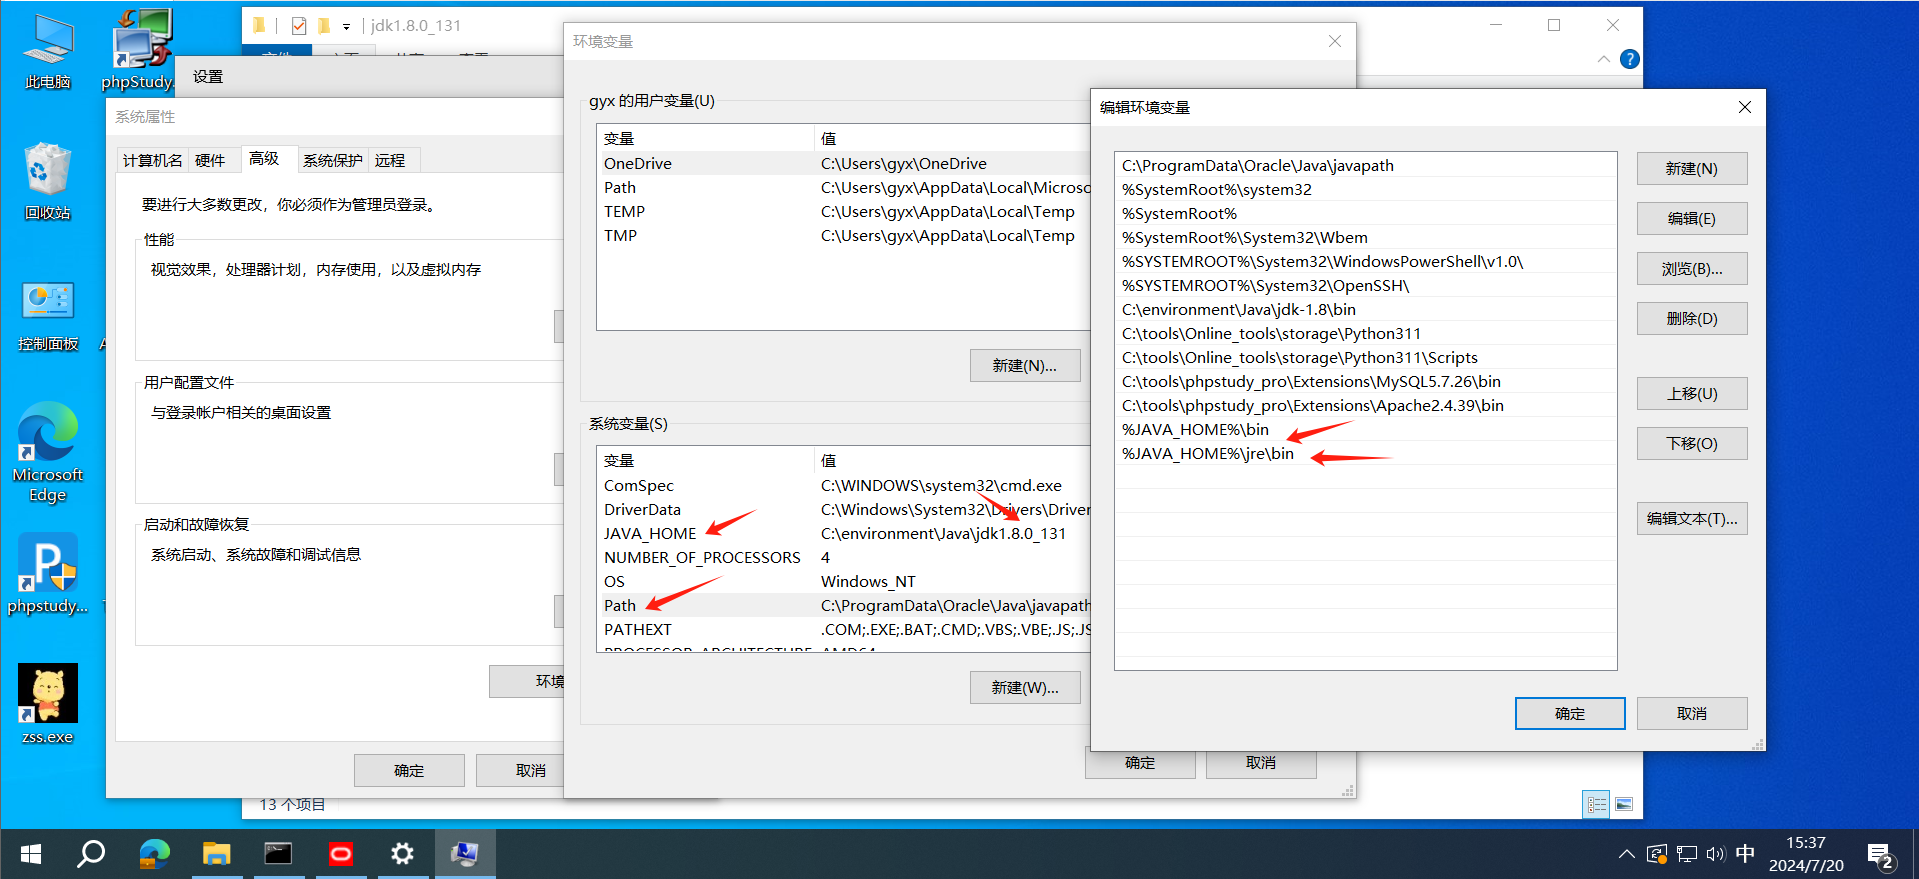 此电脑
phpStudy.
回收站
控制面板
Microsoft
Edge
phpstudy...
zss.exe
jdk1.8.0_131
13 个项目
设置
系统属性
计算机名
硬件
高级
系统保护
远程
要进行大多数更改，你必须作为管理员登录。
性能
视觉效果，处理器计划，内存使用，以及虚拟内存
用户配置文件
与登录帐户相关的桌面设置
启动和故障恢复
系统启动、系统故障和调试信息
环境
确定
取消
环境变量
gyx 的用户变量(U)
变量 值
OneDrive C:\Users\gyx\OneDrive
Path C:\Users\gyx\AppData\Local\Microso
TEMP C:\Users\gyx\AppData\Local\Temp
TMP C:\Users\gyx\AppData\Local\Temp
新建(N)...
系统变量(S)
变量 值
ComSpec C:\WINDOWS\system32\cmd.exe
DriverData C:\Windows\System32\Drivers\Driver
JAVA_HOME C:\environment\Java\jdk1.8.0_131
NUMBER_OF_PROCESSORS 4
OS Windows_NT
Path C:\ProgramData\Oracle\Java\javapath
PATHEXT .COM;.EXE;.BAT;.CMD;.VBS;.VBE;.JS;.JS
PROCESSOR_ARCHITECTURE AMD64
新建(W)...
确定
取消
编辑环境变量
C:\ProgramData\Oracle\Java\javapath
%SystemRoot%\system32
%SystemRoot%
%SystemRoot%\System32\Wbem
%SYSTEMROOT%\System32\WindowsPowerShell\v1.0\
%SYSTEMROOT%\System32\OpenSSH\
C:\environment\Java\jdk-1.8\bin
C:\tools\Online_tools\storage\Python311
C:\tools\Online_tools\storage\Python311\Scripts
C:\tools\phpstudy_pro\Extensions\MySQL5.7.26\bin
C:\tools\phpstudy_pro\Extensions\Apache2.4.39\bin
%JAVA_HOME%\bin
%JAVA_HOME%\jre\bin
新建(N)
编辑(E)
浏览(B)...
删除(D)
上移(U)
下移(O)
编辑文本(T)...
确定
取消
中
15:37
2024/7/20
2